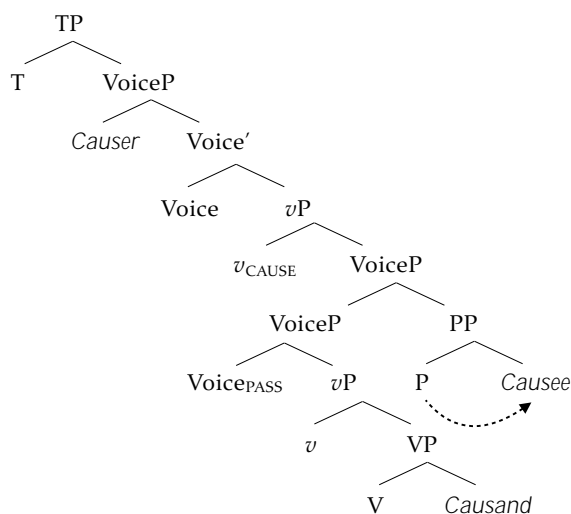 TP
T VoiceP
Causer Voice′
Voice vP
vCAUSE VoiceP
VoiceP PP
VoicePASS vP P Causee
v VP
V Causand